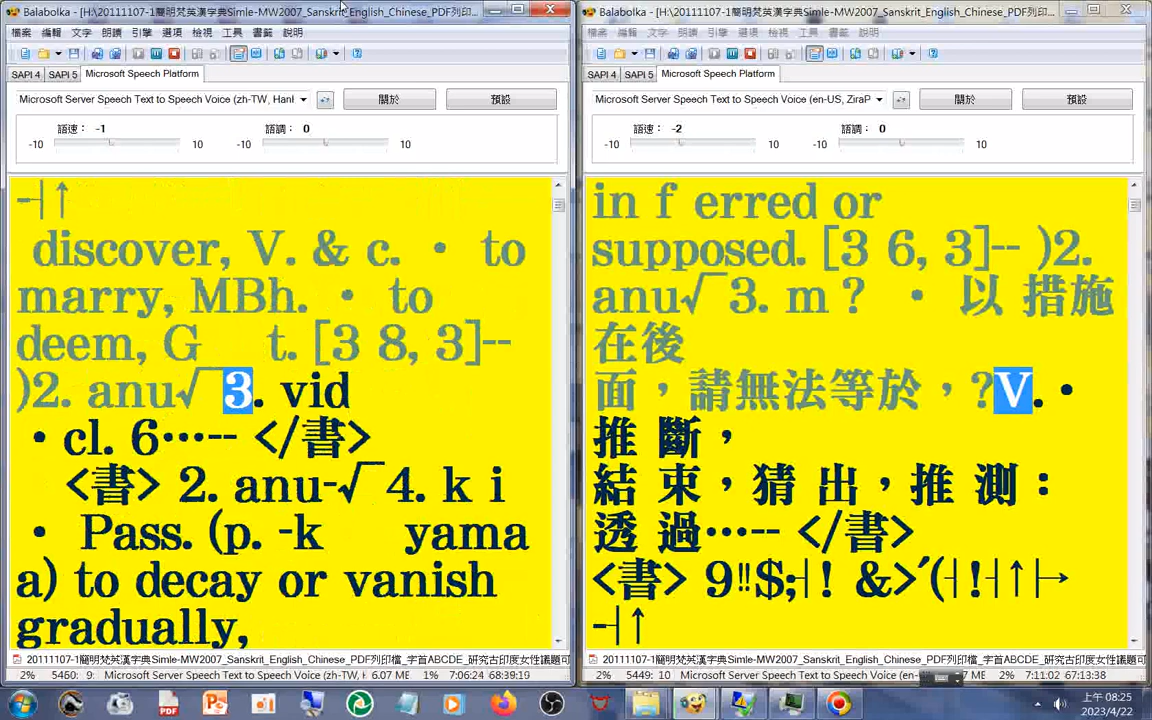 Balabolka - [H:\20111107-1簡明梵英漢字典Simle-MW2007_Sanskrit_English_Chinese_PDF列印...
檔案 編輯 文字 朗讀 引擎 選項 檢視 工具 書籤 說明
SAPI 4 SAPI 5 Microsoft Speech Platform
Microsoft Server Speech Text to Speech Voice (zh-TW, Hanl
關於 預設
語速： -1 語調： 0
-10 10 -10 10
⊣↑
discover, V. & c. • to
marry, MBh. • to
deem, G t. [3 8, 3]--
)2. anu√ 3. vid
• cl. 6…-- </書>
<書> 2. anu-√ 4. k i
• Pass. (p. -k yama
a) to decay or vanish
gradually,
20111107-1簡明梵英漢字典Simle-MW2007_Sanskrit_English_Chinese_PDF列印檔_字首ABCDE_研究古印度女性議題可
2% 5450: 9: Microsoft Server Speech Text to Speech Voice (zh-TW, H 6.07 MB 1% 7:06:24 68:39:19
Balabolka - [H:\20111107-1簡明梵英漢字典Simle-MW2007_Sanskrit_English_Chinese_PDF列印...
檔案 編輯 文字 朗讀 引擎 選項 檢視 工具 書籤 說明
SAPI 4 SAPI 5 Microsoft Speech Platform
Microsoft Server Speech Text to Speech Voice (en-US, ZiraP
關於 預設
語速： -2 語調： 0
-10 10 -10 10
in f erred or
supposed. [3 6, 3]-- )2.
anu√ 3. m ? • 以 措施
在後
面，請無法等於，?V. •
推 斷，
結 束，猜 出，推 測：
透 過…-- </書>
<書> 9‼$;⊣! &>′(⊣!⊣↑⊢→
⊣↑
20111107-1簡明梵英漢字典Simle-MW2007_Sanskrit_English_Chinese_PDF列印檔_字首ABCDE_研究古印度女性議題可
2% 5449: 10 Microsoft Server Speech Text to Speech Voice 2% 7:11:02 67:13:38
上午 08:25
2023/4/22